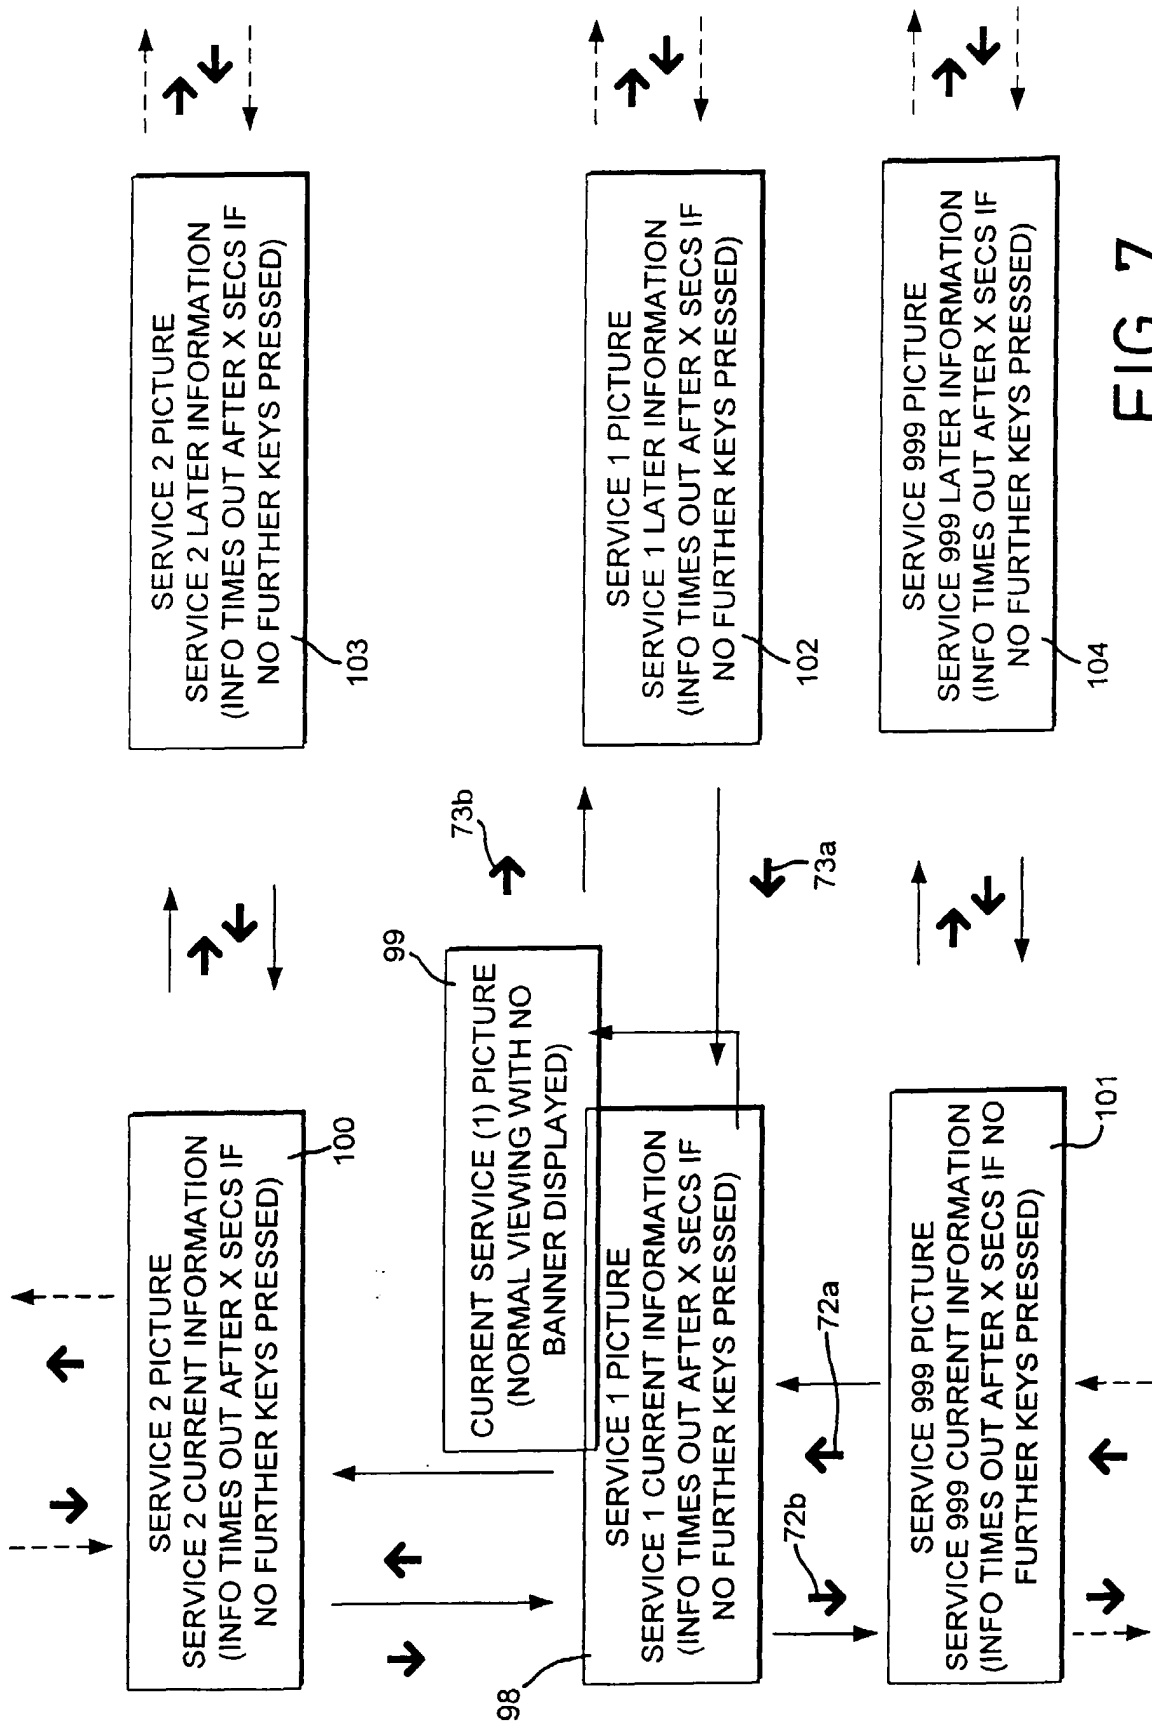 SERVICE 2 PICTURE
SERVICE 2 CURRENT INFORMATION
(INFO TIMES OUT AFTER X SECS IF
NO FURTHER KEYS PRESSED)
100
SERVICE 2 PICTURE
SERVICE 2 LATER INFORMATION
(INFO TIMES OUT AFTER X SECS IF
NO FURTHER KEYS PRESSED)
103
99
CURRENT SERVICE (1) PICTURE
(NORMAL VIEWING WITH NO
BANNER DISPLAYED)
73b
98
SERVICE 1 PICTURE
SERVICE 1 CURRENT INFORMATION
(INFO TIMES OUT AFTER X SECS IF
NO FURTHER KEYS PRESSED)
73a
SERVICE 1 PICTURE
SERVICE 1 LATER INFORMATION
(INFO TIMES OUT AFTER X SECS IF
NO FURTHER KEYS PRESSED)
102
72b
72a
SERVICE 999 PICTURE
SERVICE 999 CURRENT INFORMATION
(INFO TIMES OUT AFTER X SECS IF NO
FURTHER KEYS PRESSED)
101
SERVICE 999 PICTURE
SERVICE 999 LATER INFORMATION
(INFO TIMES OUT AFTER X SECS IF
NO FURTHER KEYS PRESSED)
104
FIG 7